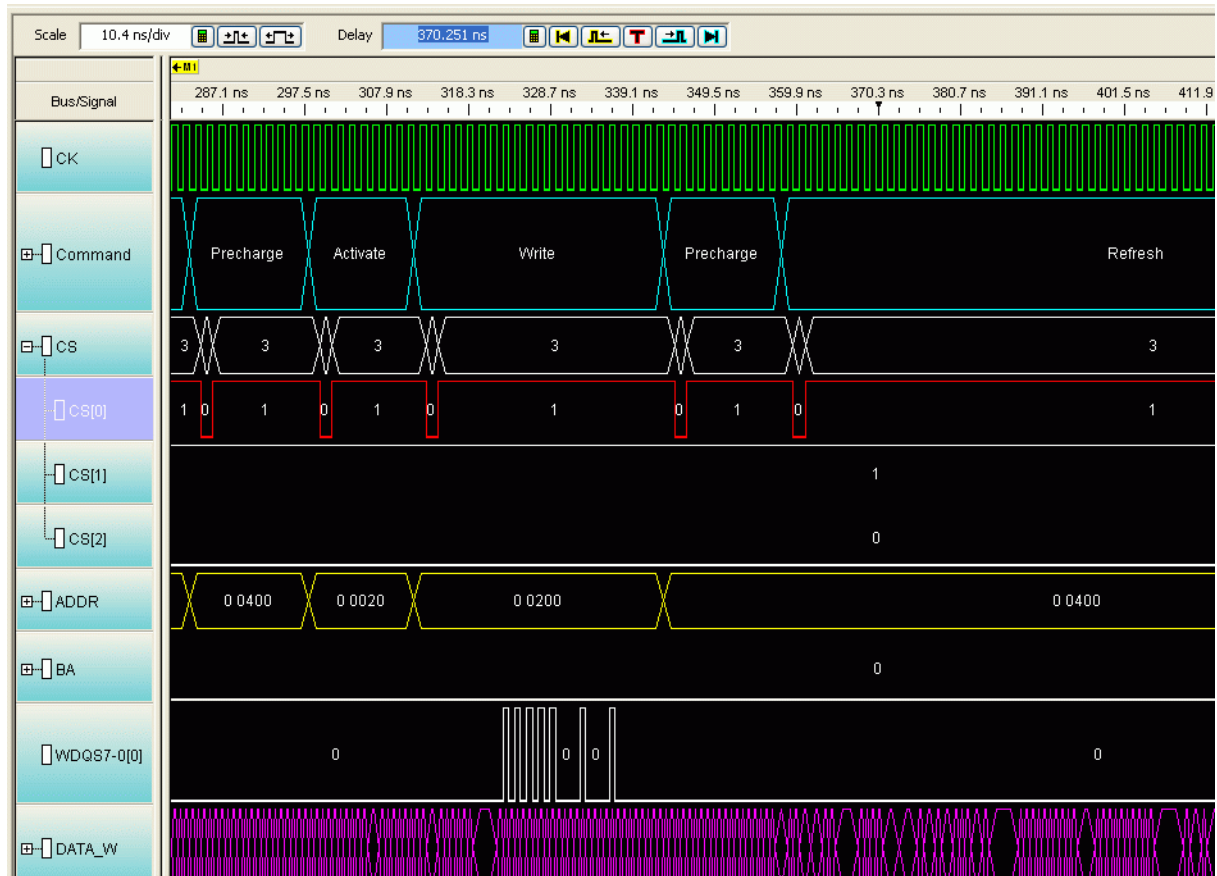 Scale 10.4 ns/div Delay 370.251 ns T
M1
Bus/Signal 287.1 ns 297.5 ns 307.9 ns 318.3 ns 328.7 ns 339.1 ns 349.5 ns 359.9 ns 370.3 ns 380.7 ns 391.1 ns 401.5 ns 411.9
CK
Command Precharge Activate Write Precharge Refresh
CS 3 3 3 3 3 3
CS[0] 1 0 1 0 1 0 1 0 1 0 1
CS[1] 1
CS[2] 0
ADDR 0 0400 0 0020 0 0200 0 0400
BA 0
WDQS7-0[0] 0 0 0 0
DATA_W